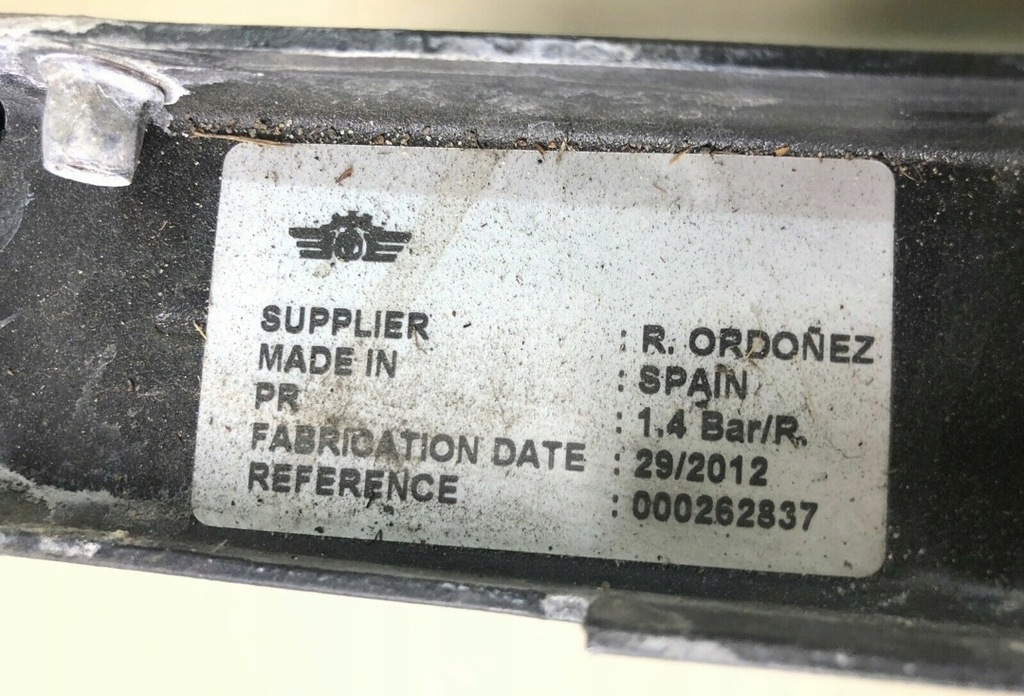 SUPPLIER : R. ORDOÑEZ
MADE IN : SPAIN
PR : 1,4 Bar/R.
FABRICATION DATE : 29/2012
REFERENCE : 000262837